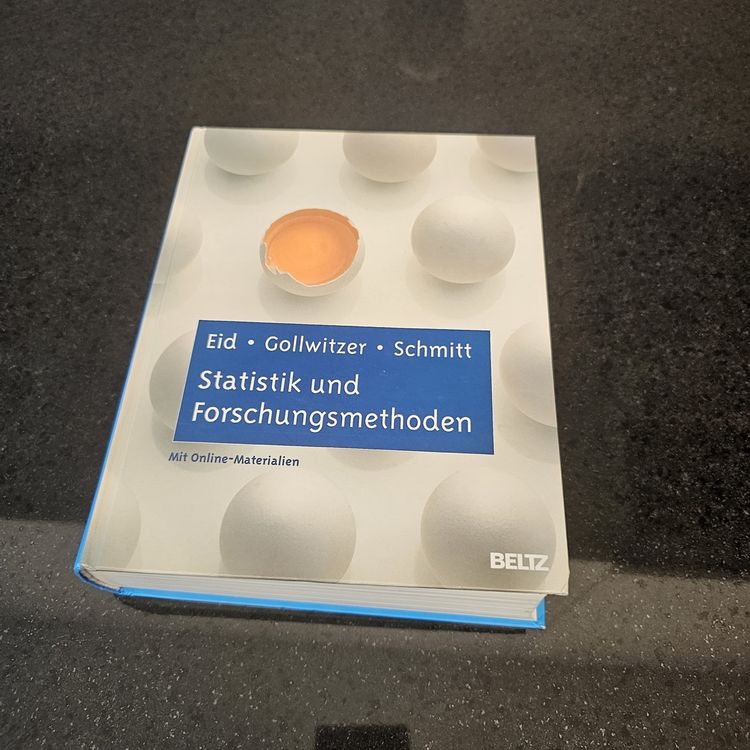 Eid • Gollwitzer • Schmitt
Statistik und
Forschungsmethoden
Mit Online-Materialien
BELTZ